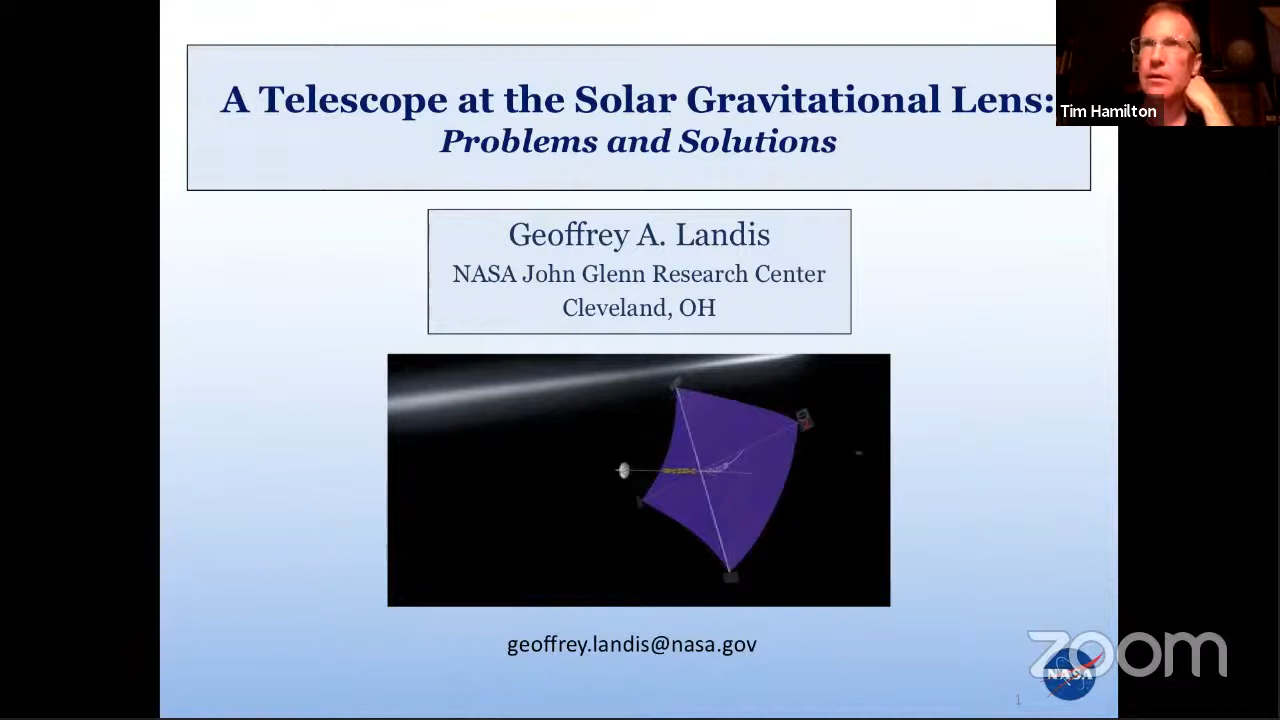 A Telescope at the Solar Gravitational Lens:
Problems and Solutions
Tim Hamilton
Geoffrey A. Landis
NASA John Glenn Research Center
Cleveland, OH
geoffrey.landis@nasa.gov
zoom
NASA
1